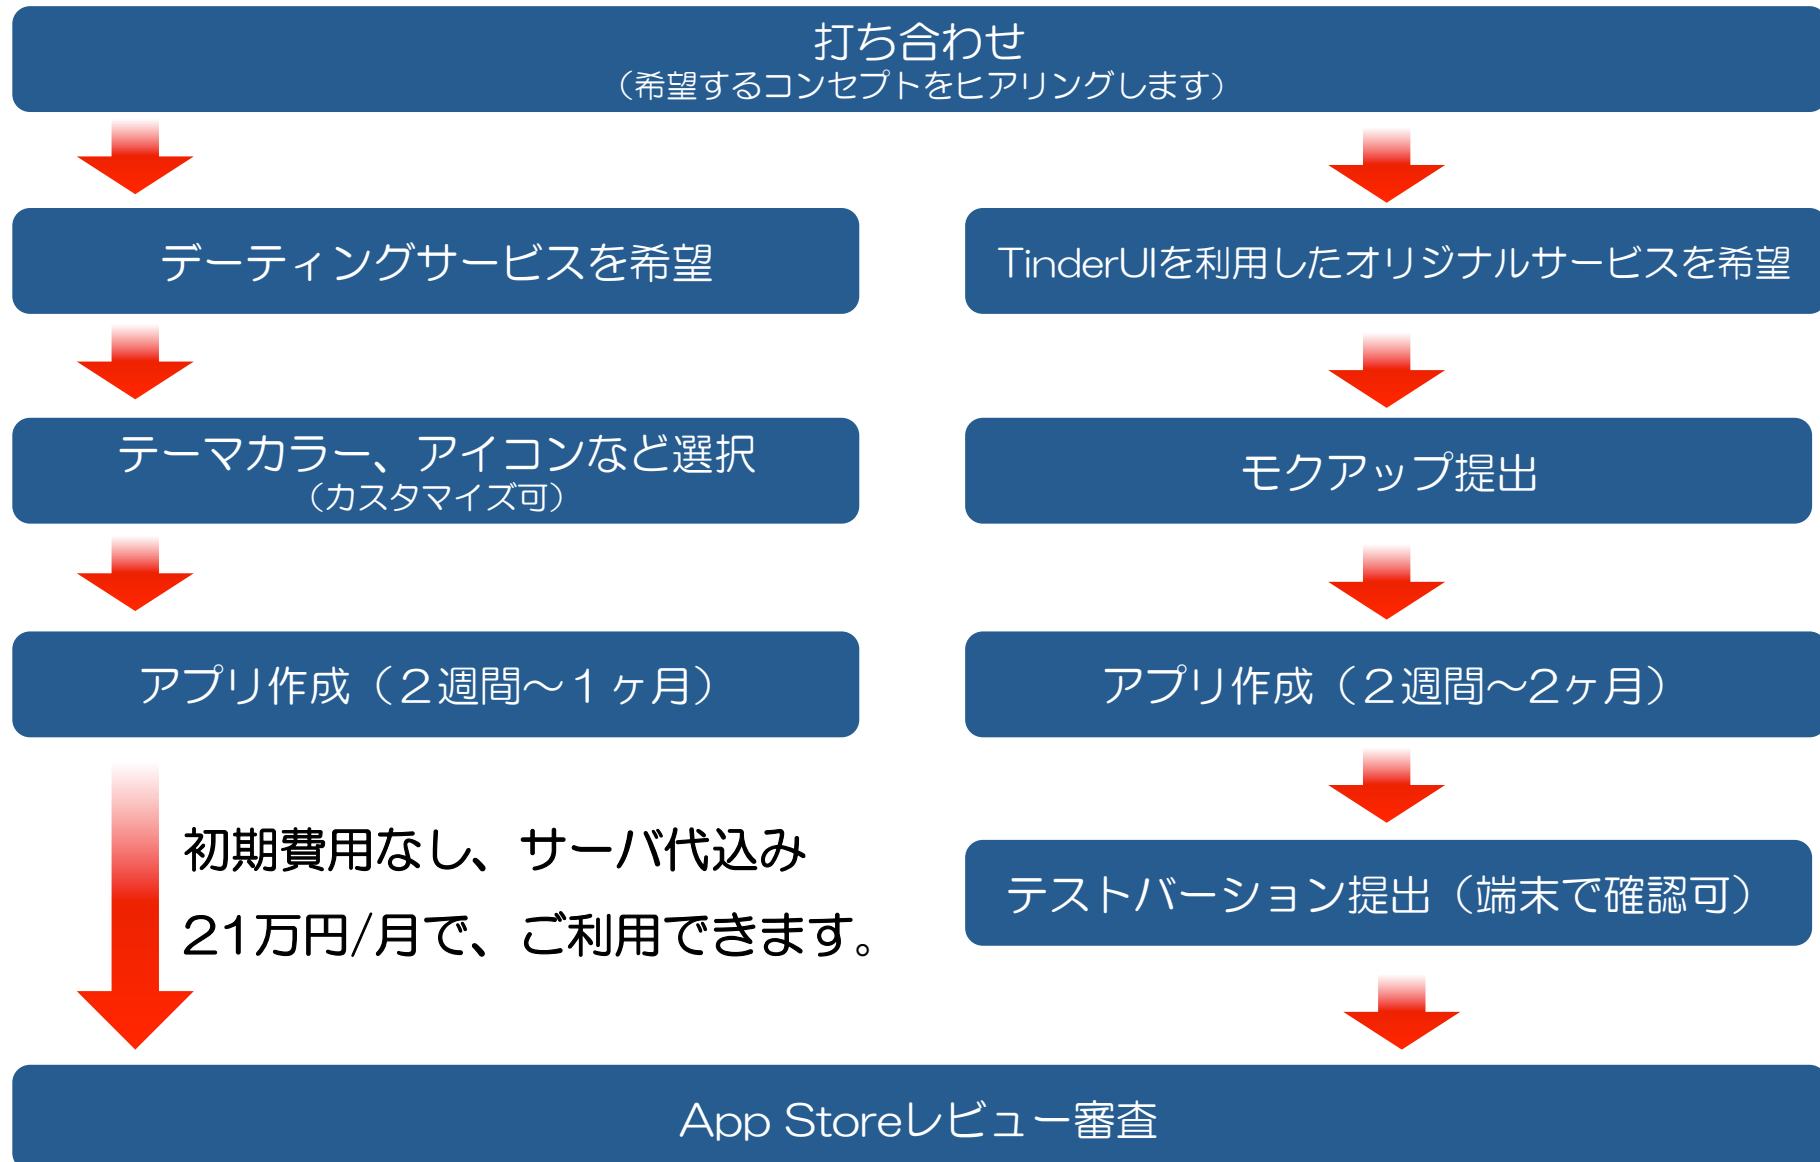 打ち合わせ
（希望するコンセプトをヒアリングします）
データィングサービスを希望
TinderUIを利用したオリジナルサービスを希望
テーマカラー、アイコンなど選択
（カスタマイズ可）
モクアップ提出
アプリ作成（２週間〜１ヶ月）
アプリ作成（２週間〜2ヶ月）
初期費用なし、サーバ代込み
21万円/月で、ご利用できます。
テストバーション提出（端末で確認可）
App Storeレビュー審査